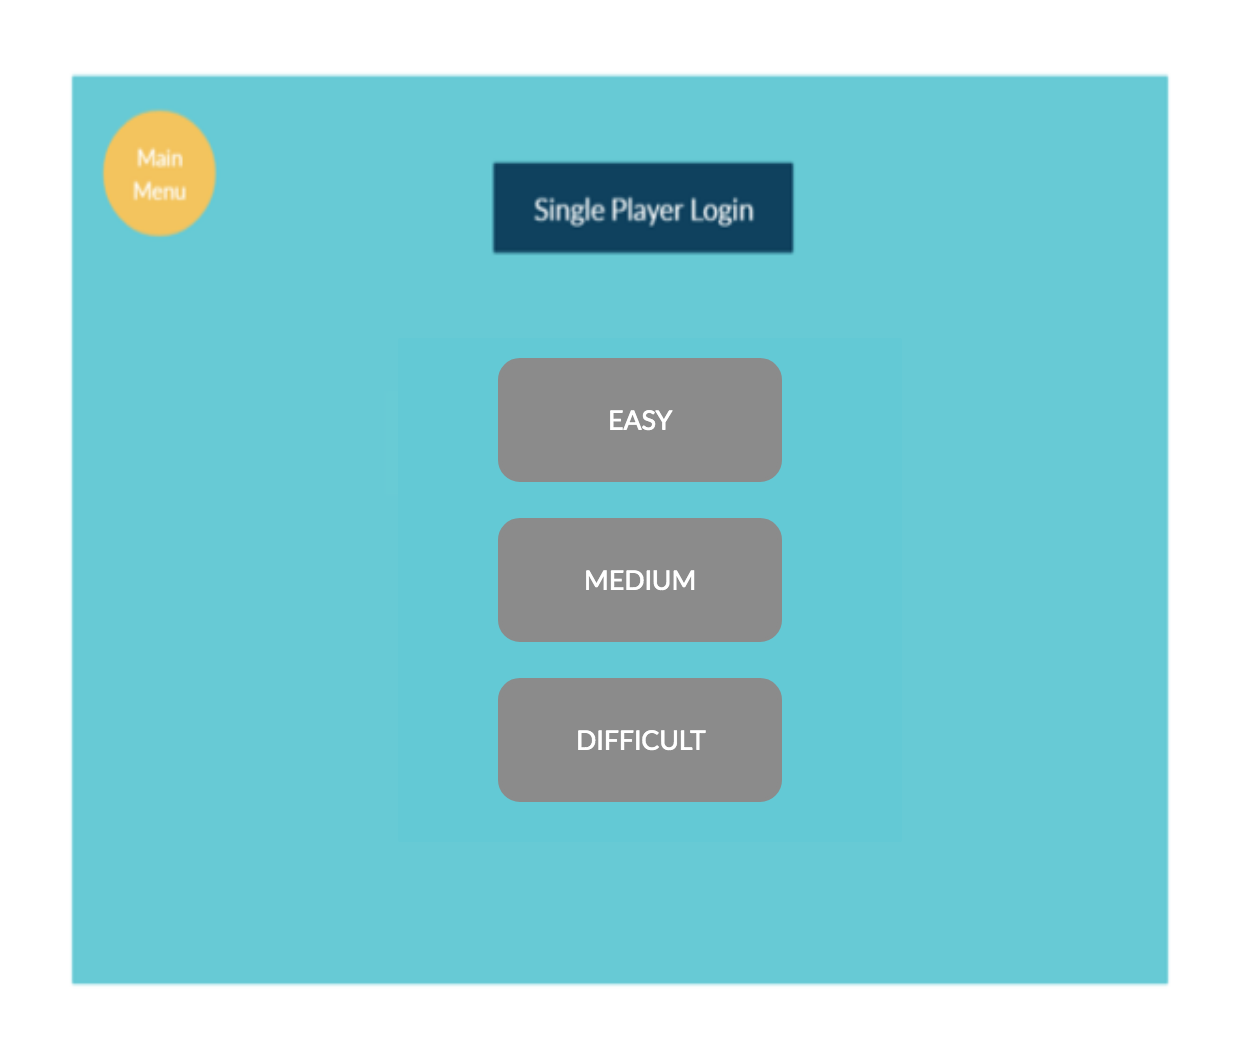 Main
Menu
Single Player Login
EASY
MEDIUM
DIFFICULT